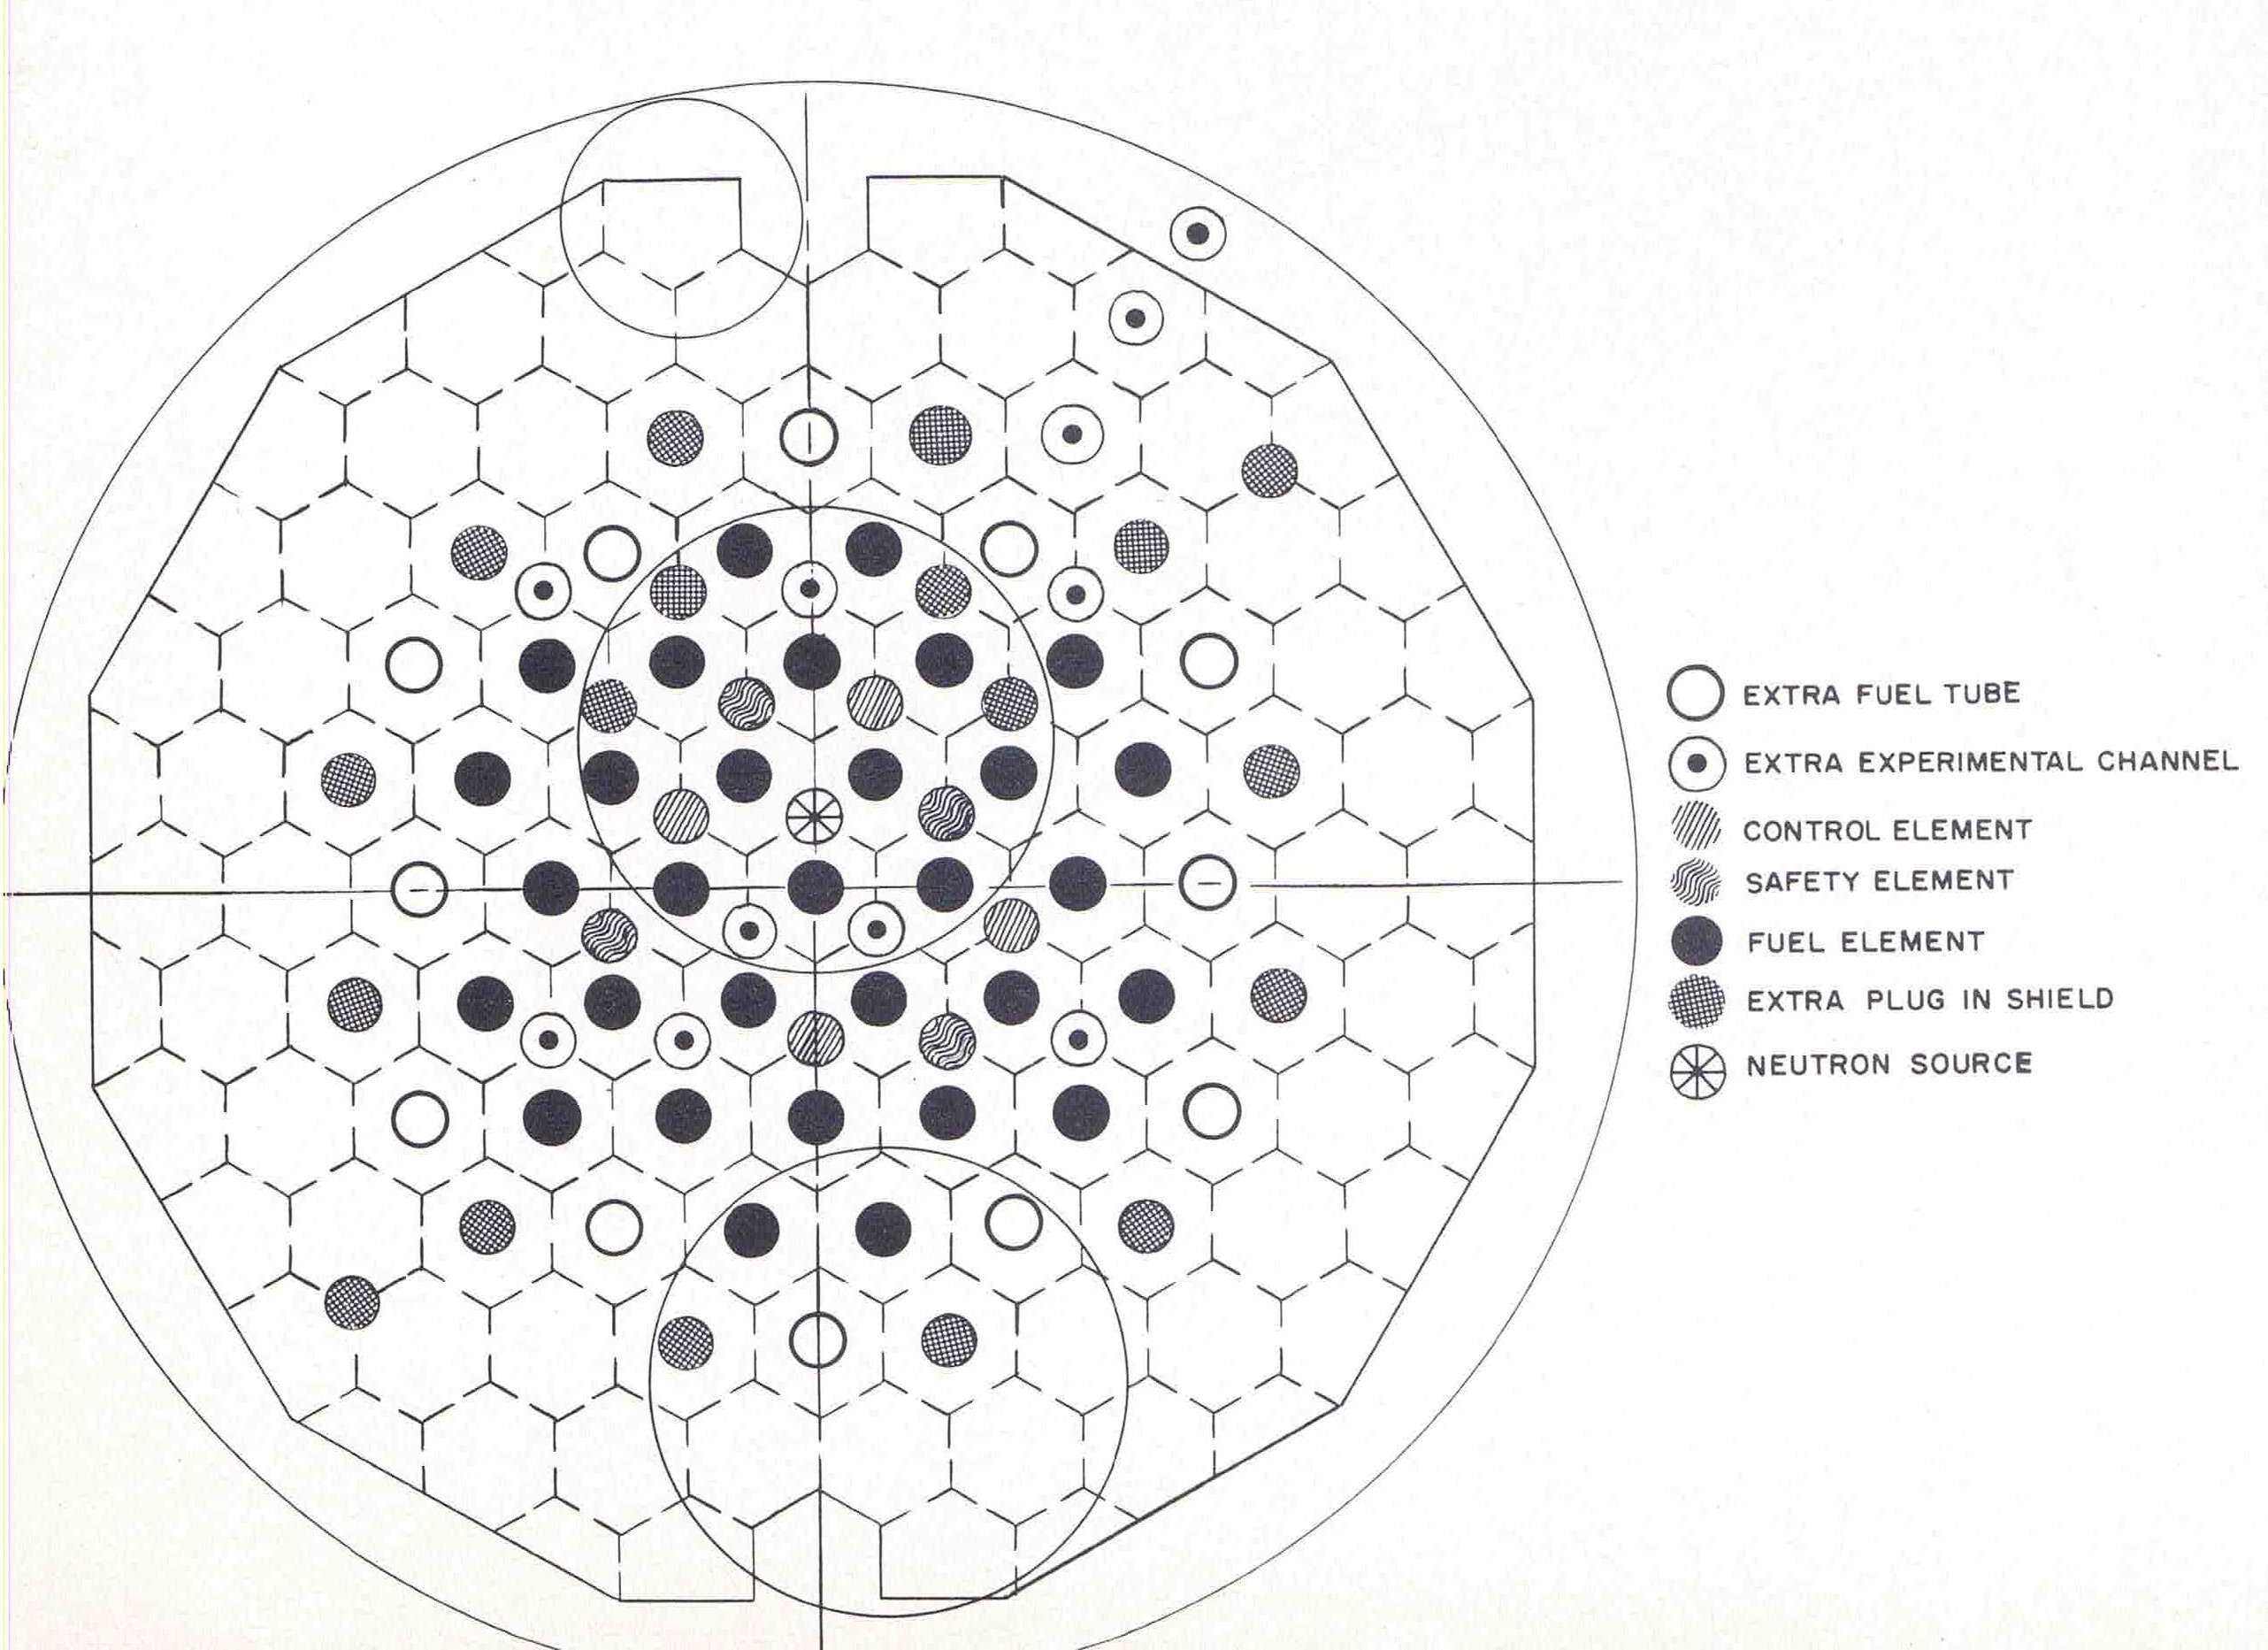 EXTRA FUEL TUBE
EXTRA EXPERIMENTAL CHANNEL
CONTROL ELEMENT
SAFETY ELEMENT
FUEL ELEMENT
EXTRA PLUG IN SHIELD
NEUTRON SOURCE